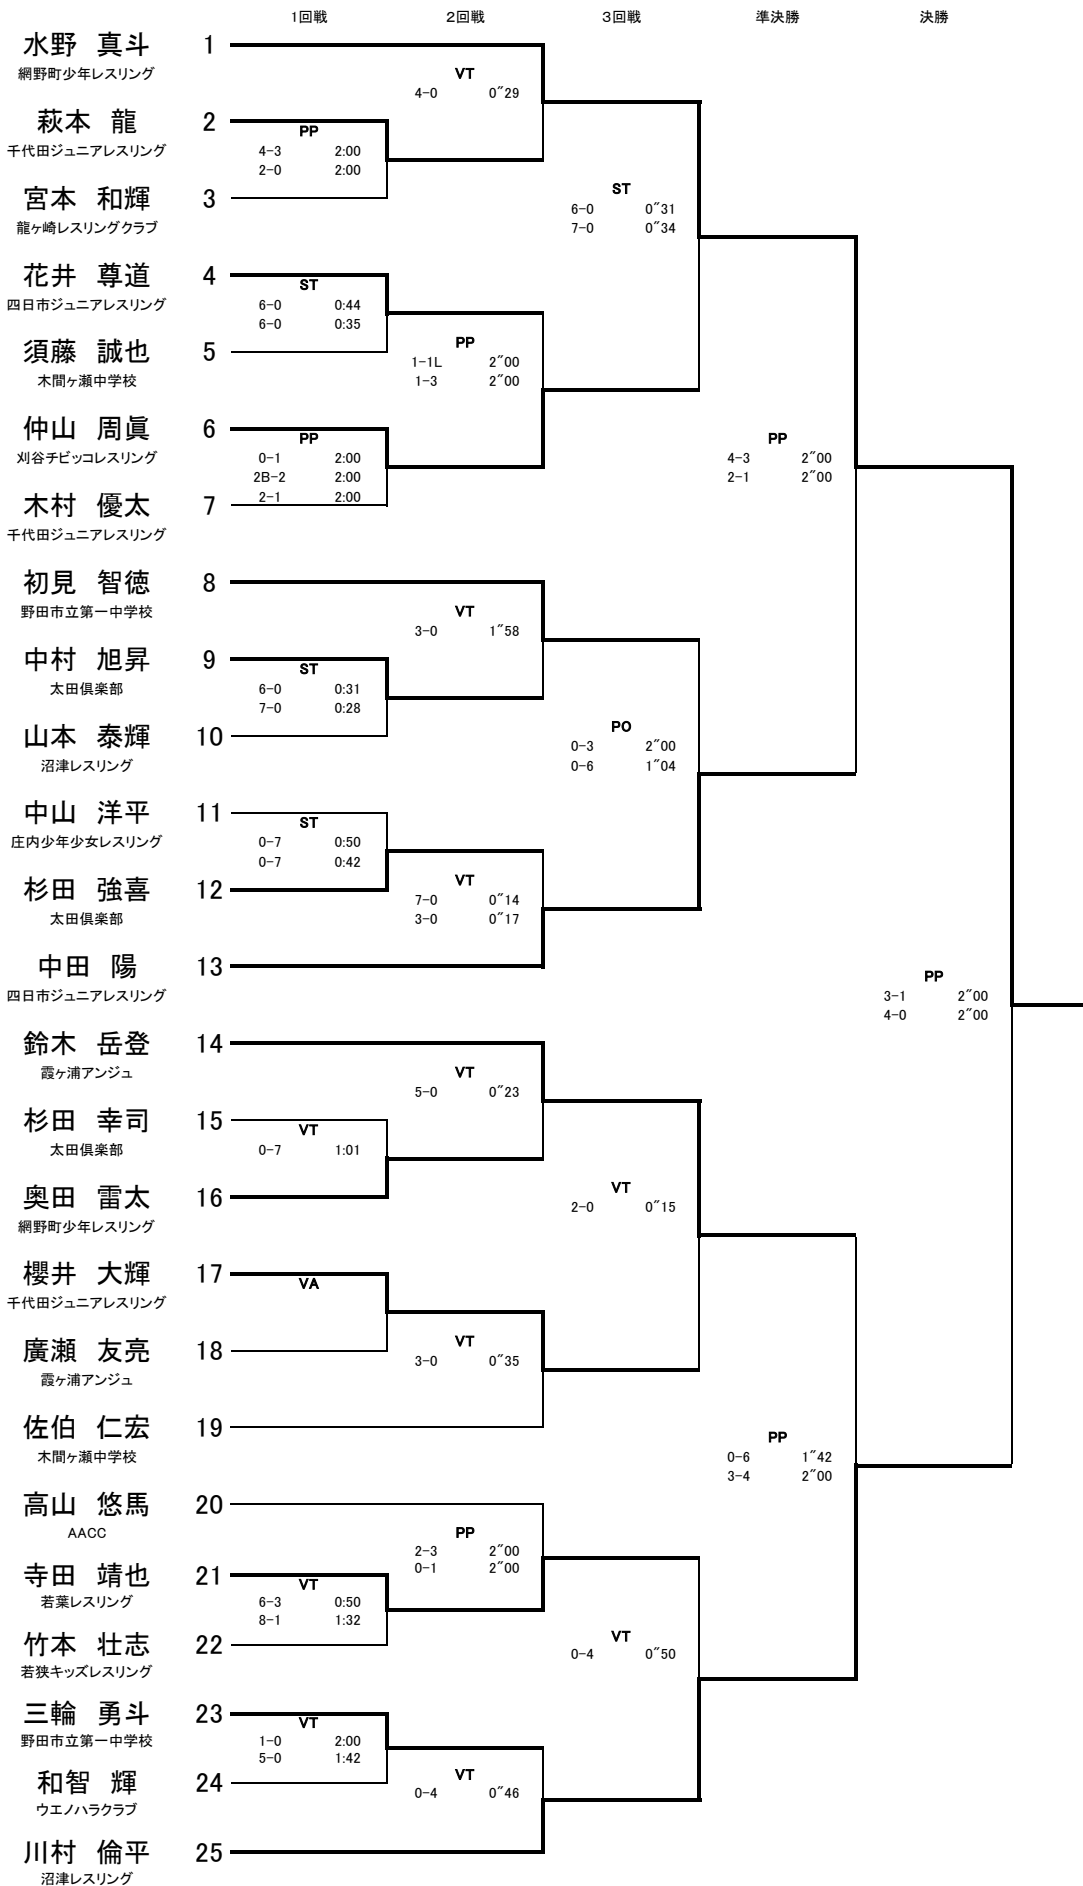 1回戦 2回戦 3回戦 準決勝 決勝
水野 真斗 1
網野町少年レスリング
VT
4-0 0"29
萩本 龍 2
千代田ジュニアレスリング
PP
4-3 2:00
2-0 2:00
宮本 和輝 3
龍ヶ崎レスリングクラブ
ST
6-0 0"31
7-0 0"34
花井 尊道 4
四日市ジュニアレスリング
ST
6-0 0:44
6-0 0:35
須藤 誠也 5
木間ヶ瀬中学校
PP
1-1L 2"00
1-3 2"00
仲山 周眞 6
刈谷チビッコレスリング
PP
0-1 2:00
2B-2 2:00
2-1 2:00
木村 優太 7
千代田ジュニアレスリング
PP
4-3 2"00
2-1 2"00
初見 智徳 8
野田市立第一中学校
VT
3-0 1"58
中村 旭昇 9
太田倶楽部
ST
6-0 0:31
7-0 0:28
山本 泰輝 10
沼津レスリング
PO
0-3 2"00
0-6 1"04
中山 洋平 11
庄内少年少女レスリング
ST
0-7 0:50
0-7 0:42
杉田 強喜 12
太田倶楽部
VT
7-0 0"14
3-0 0"17
中田 陽 13
四日市ジュニアレスリング
PP
3-1 2"00
4-0 2"00
鈴木 岳登 14
霞ヶ浦アンジュ
VT
5-0 0"23
杉田 幸司 15
太田倶楽部
VT
0-7 1:01
奥田 雷太 16
網野町少年レスリング
VT
2-0 0"15
櫻井 大輝 17
千代田ジュニアレスリング
VA
廣瀬 友亮 18
霞ヶ浦アンジュ
VT
3-0 0"35
佐伯 仁宏 19
木間ヶ瀬中学校
PP
0-6 1"42
3-4 2"00
高山 悠馬 20
AACC
PP
2-3 2"00
0-1 2"00
寺田 靖也 21
若葉レスリング
VT
6-3 0:50
8-1 1:32
竹本 壮志 22
若狭キッズレスリング
VT
0-4 0"50
三輪 勇斗 23
野田市立第一中学校
VT
1-0 2:00
5-0 1:42
和智 輝 24
ウエノハラクラブ
VT
0-4 0"46
川村 倫平 25
沼津レスリング